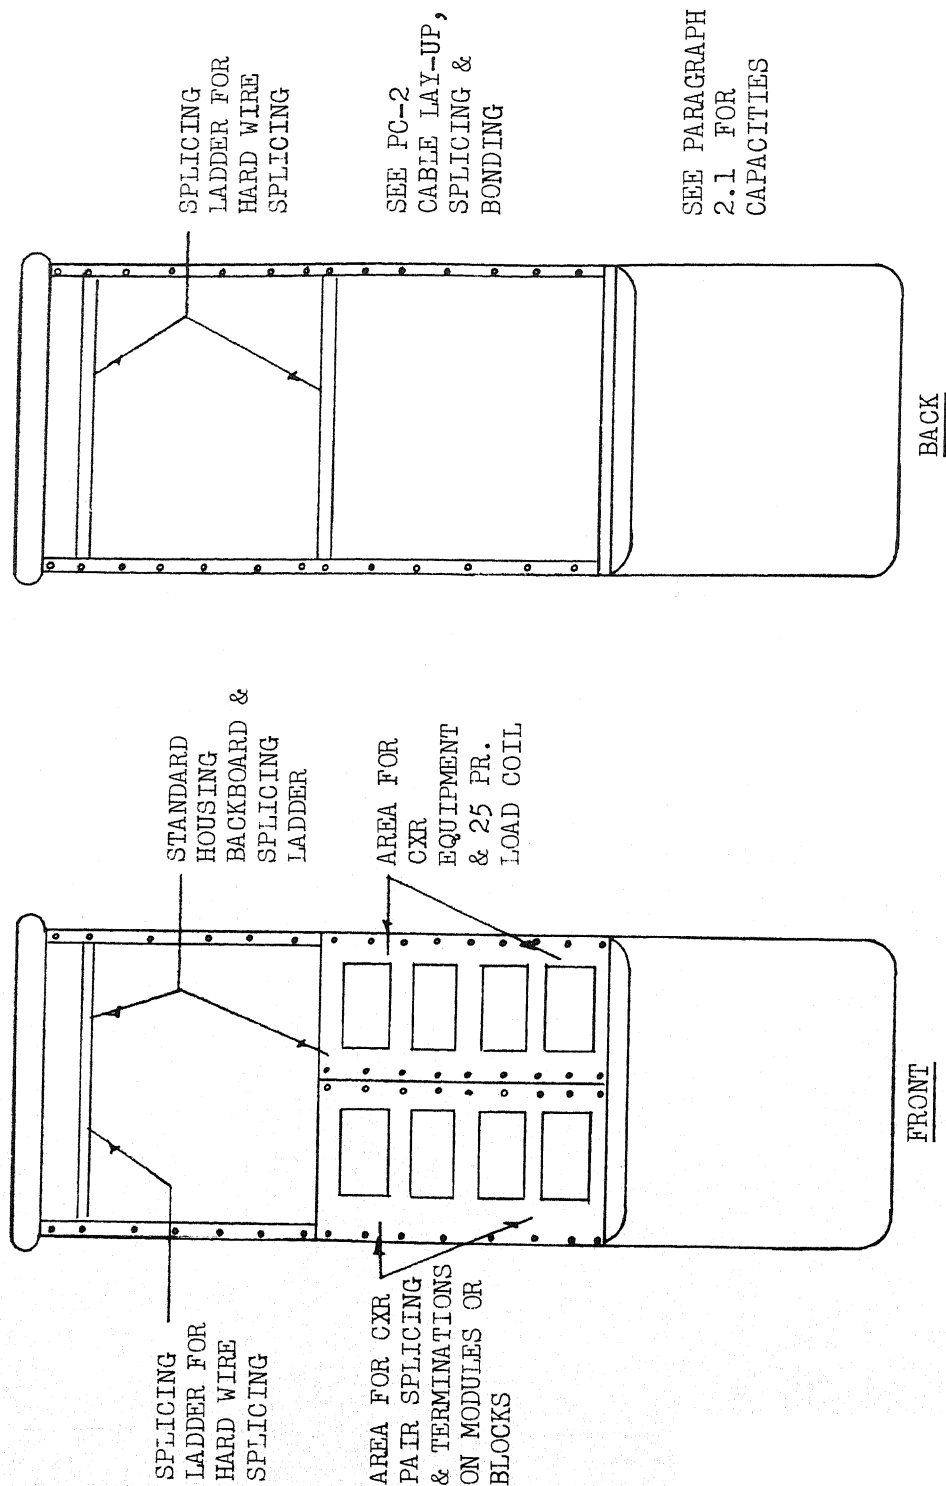 SPLICING
LADDER FOR
HARD WIRE
SPLICING
STANDARD
HOUSING
BACKBOARD &
SPLICING
LADDER
AREA FOR CXR
PAIR SPLICING
& TERMINATIONS
ON MODULES OR
BLOCKS
AREA FOR
CXR
EQUIPMENT
& 25 PR.
LOAD COIL
FRONT
SPLICING
LADDER FOR
HARD WIRE
SPLICING
SEE PC-2
CABLE LAY-UP,
SPLICING &
BONDING
SEE PARAGRAPH
2.1 FOR
CAPACITIES
BACK